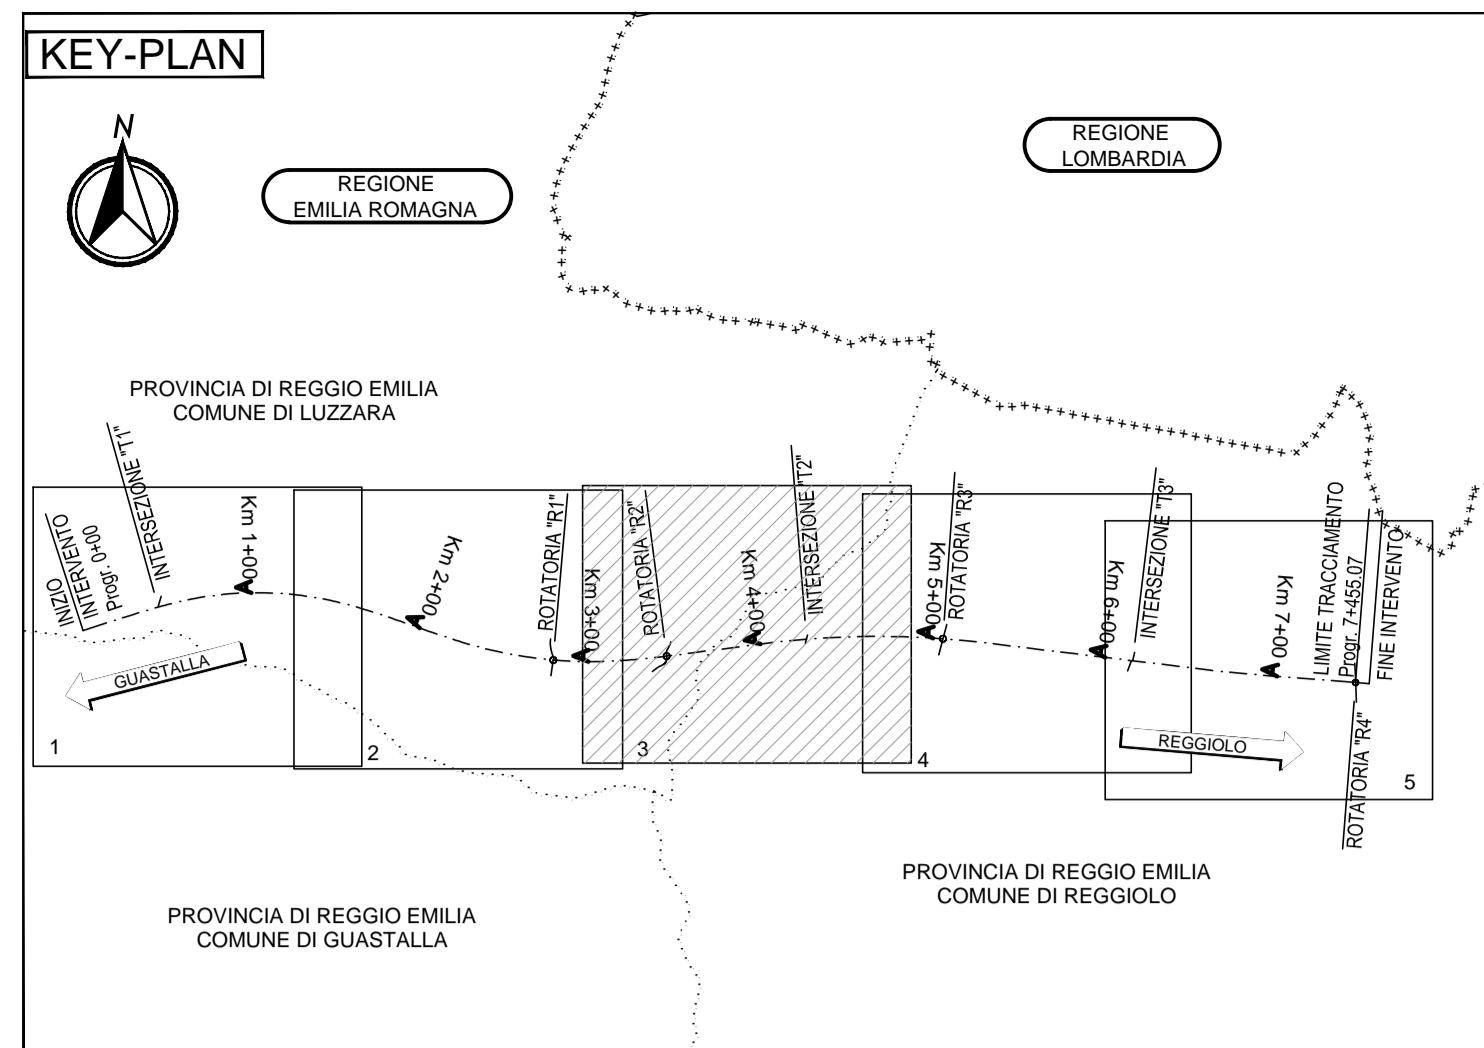 KEY-PLAN
N
REGIONE
EMILIA ROMAGNA
REGIONE
LOMBARDIA
PROVINCIA DI REGGIO EMILIA
COMUNE DI LUZZARA
INIZIO
INTERVENTO
Progr. 0+00
INTERSEZIONE "T1"
Km 1+00
Km 2+00
ROTATORIA "R1"
Km 3+00
ROTATORIA "R2"
Km 4+00
INTERSEZIONE "T2"
Km 5+00
ROTATORIA "R3"
Km 6+00
INTERSEZIONE "T3"
Km 7+00
LIMITE TRACCIAMENTO
Progr. 7+455.07
FINE INTERVENTO
ROTATORIA "R4"
GUASTALLA
REGGIOLO
1
2
3
4
5
PROVINCIA DI REGGIO EMILIA
COMUNE DI REGGIOLO
PROVINCIA DI REGGIO EMILIA
COMUNE DI GUASTALLA